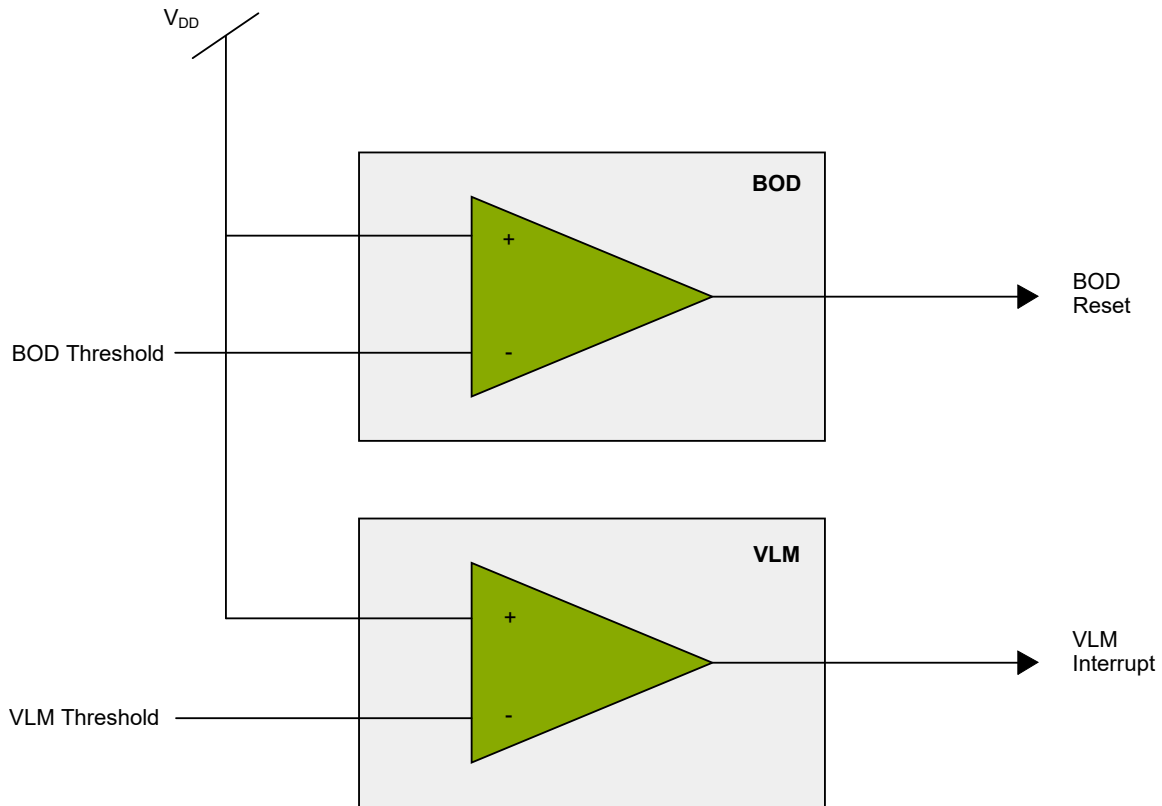 VDD
BOD
+
BOD
Reset
BOD Threshold
-
VLM
+
VLM
Interrupt
VLM Threshold
-